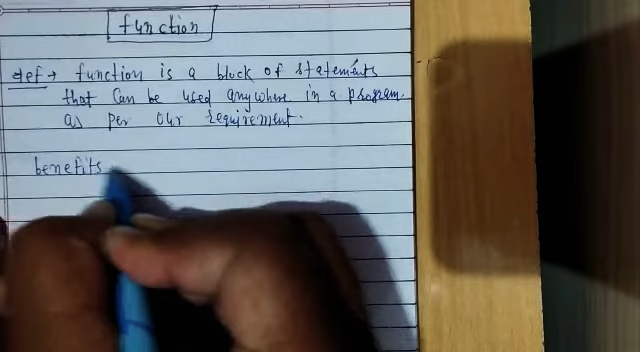 function
def → function is a block of statements
that can be used anywhere in a program
as per our requirement.
benefits